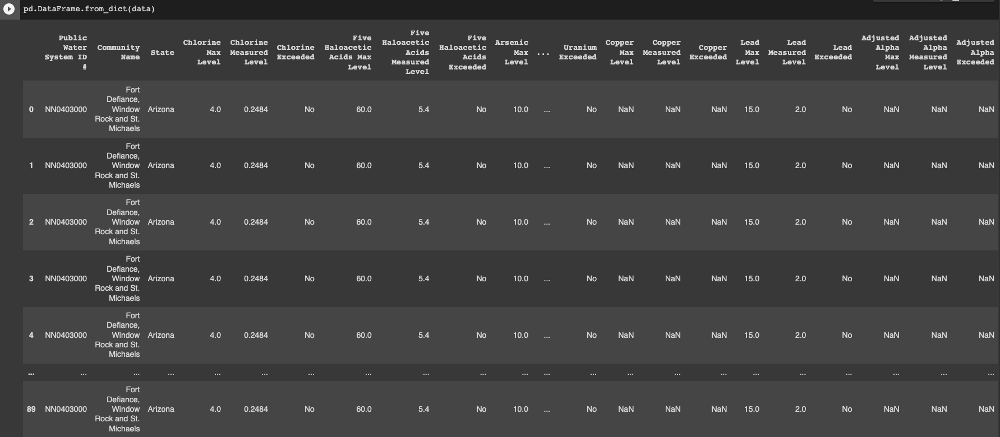 pd.DataFrame.from_dict(data)
Public Water System ID # Community Name State Chlorine Max Level Chlorine Measured Level Chlorine Exceeded Five Haloacetic Acids Max Level Five Haloacetic Acids Measured Level Five Haloacetic Acids Exceeded Arsenic Max Level ... Uranium Exceeded Copper Max Level Copper Measured Level Copper Exceeded Lead Max Level Lead Measured Level Lead Exceeded Adjusted Alpha Max Level Adjusted Alpha Measured Level Adjusted Alpha Exceeded
0 NN0403000 Fort Defiance, Window Rock and St. Michaels Arizona 4.0 0.2484 No 60.0 5.4 No 10.0 ... No NaN NaN NaN 15.0 2.0 No NaN NaN NaN
1 NN0403000 Fort Defiance, Window Rock and St. Michaels Arizona 4.0 0.2484 No 60.0 5.4 No 10.0 ... No NaN NaN NaN 15.0 2.0 No NaN NaN NaN
2 NN0403000 Fort Defiance, Window Rock and St. Michaels Arizona 4.0 0.2484 No 60.0 5.4 No 10.0 ... No NaN NaN NaN 15.0 2.0 No NaN NaN NaN
3 NN0403000 Fort Defiance, Window Rock and St. Michaels Arizona 4.0 0.2484 No 60.0 5.4 No 10.0 ... No NaN NaN NaN 15.0 2.0 No NaN NaN NaN
4 NN0403000 Fort Defiance, Window Rock and St. Michaels Arizona 4.0 0.2484 No 60.0 5.4 No 10.0 ... No NaN NaN NaN 15.0 2.0 No NaN NaN NaN
... ... ... ... ... ... ... ... ... ... ... ... ... ... ... ... ... ... ... ... ... ...
89 NN0403000 Fort Defiance, Window Rock and St. Michaels Arizona 4.0 0.2484 No 60.0 5.4 No 10.0 ... No NaN NaN NaN 15.0 2.0 No NaN NaN NaN